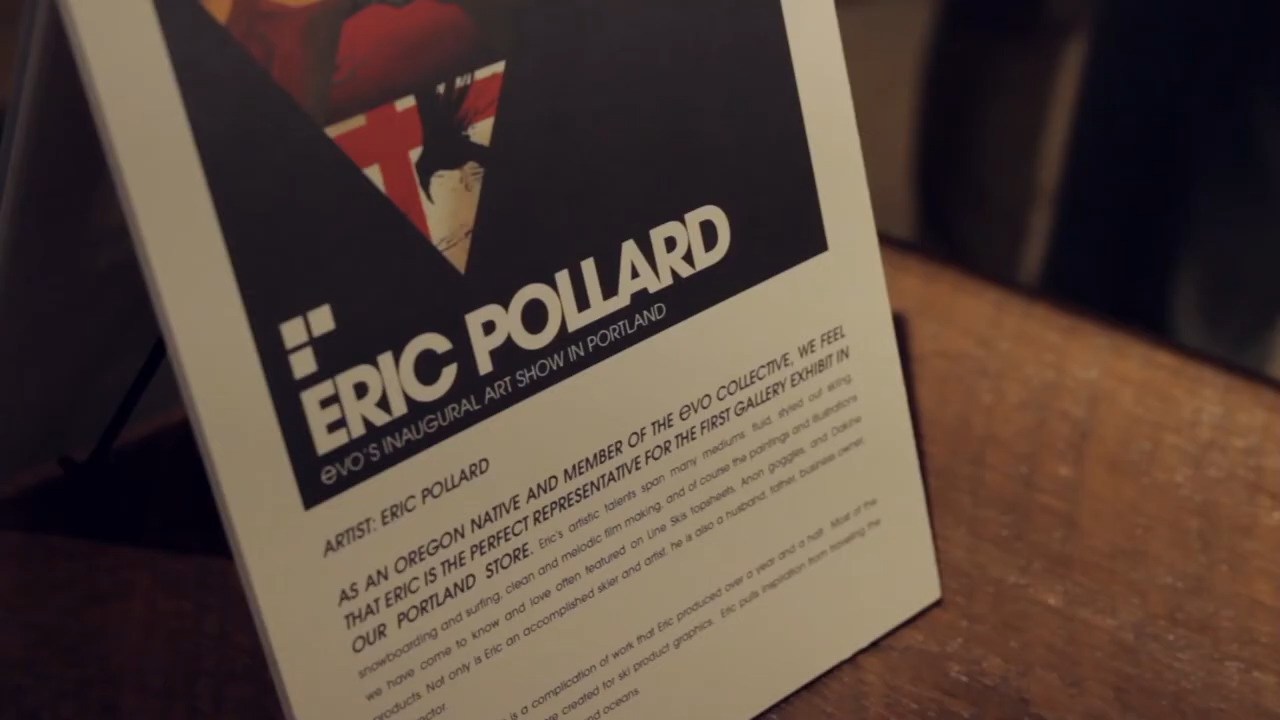 ERIC POLLARD
evo'S INAUGURAL ART SHOW IN PORTLAND
ARTIST: ERIC POLLARD
AS AN OREGON NATIVE AND MEMBER OF THE evo COLLECTIVE, WE FEEL
THAT ERIC IS THE PERFECT REPRESENTATIVE FOR THE FIRST GALLERY EXHIBIT IN
OUR PORTLAND STORE. Eric's artistic talents span many mediums: fluid, styled out skiing,
snowboarding and surfing, clean and melodic film making, and of course the paintings and illustrations
we have come to know and love often featured on Line Skis topsheets, Anon goggles, and Dakine
products. Not only is Eric an accomplished skier and artist, he is also a husband, father, business owner,
is a complication of work that Eric produced over a year and a half. Most of the
created for ski product graphics. Eric pulls inspiration from traveling the
oceans.